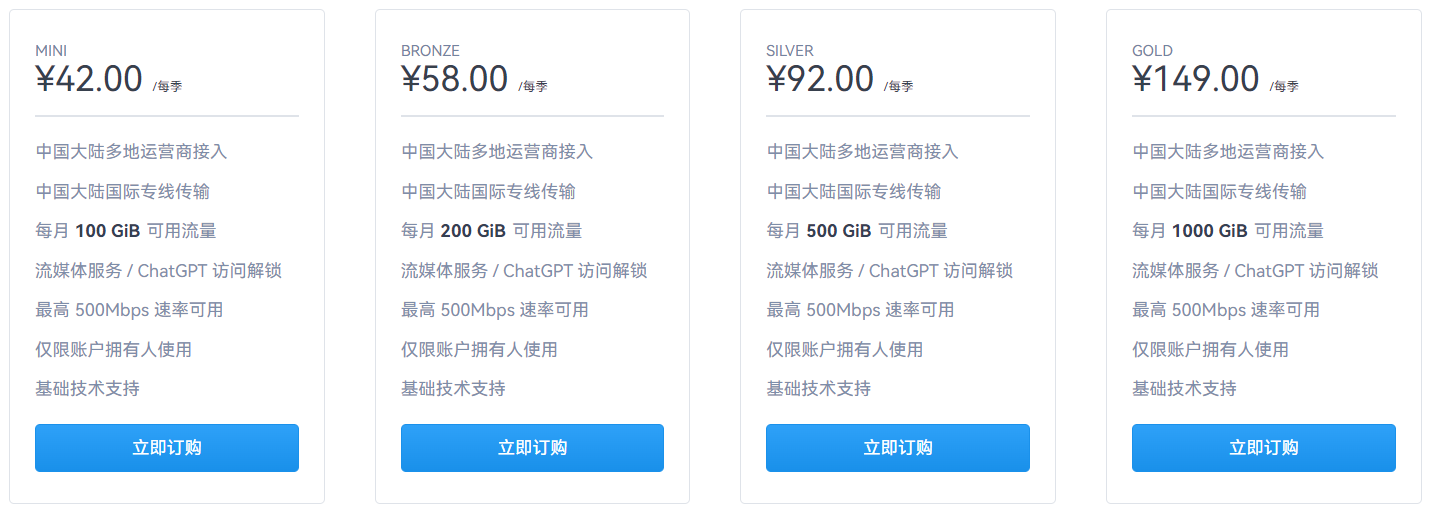 MINI
¥42.00 /每季
中国大陆多地运营商接入
中国大陆国际专线传输
每月 100 GiB 可用流量
流媒体服务 / ChatGPT 访问解锁
最高 500Mbps 速率可用
仅限账户拥有人使用
基础技术支持
立即订购
BRONZE
¥58.00 /每季
中国大陆多地运营商接入
中国大陆国际专线传输
每月 200 GiB 可用流量
流媒体服务 / ChatGPT 访问解锁
最高 500Mbps 速率可用
仅限账户拥有人使用
基础技术支持
立即订购
SILVER
¥92.00 /每季
中国大陆多地运营商接入
中国大陆国际专线传输
每月 500 GiB 可用流量
流媒体服务 / ChatGPT 访问解锁
最高 500Mbps 速率可用
仅限账户拥有人使用
基础技术支持
立即订购
GOLD
¥149.00 /每季
中国大陆多地运营商接入
中国大陆国际专线传输
每月 1000 GiB 可用流量
流媒体服务 / ChatGPT 访问解锁
最高 500Mbps 速率可用
仅限账户拥有人使用
基础技术支持
立即订购